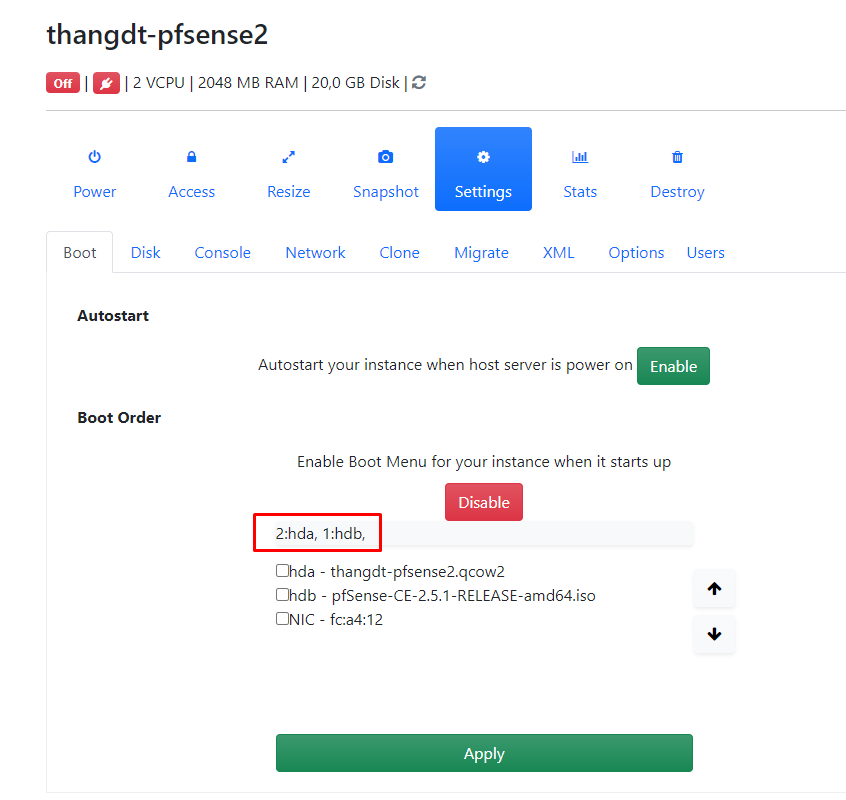 thangdt-pfsense2
Off | | 2 VCPU | 2048 MB RAM | 20,0 GB Disk |
Power Access Resize Snapshot Settings Stats Destroy
Boot Disk Console Network Clone Migrate XML Options Users
Autostart
Autostart your instance when host server is power on Enable
Boot Order
Enable Boot Menu for your instance when it starts up
Disable
2:hda, 1:hdb,
hda - thangdt-pfsense2.qcow2
hdb - pfSense-CE-2.5.1-RELEASE-amd64.iso
NIC - fc:a4:12
Apply